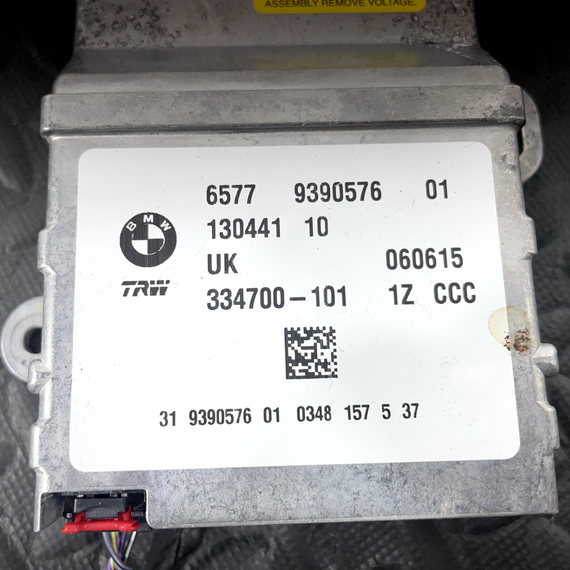 ASSEMBLY REMOVE VOLTAGE.
6577 9390576 01
BMW
130441 10
UK 060615
TRW
334700-101 1Z CCC
31 9390576 01 0348 157 5 37